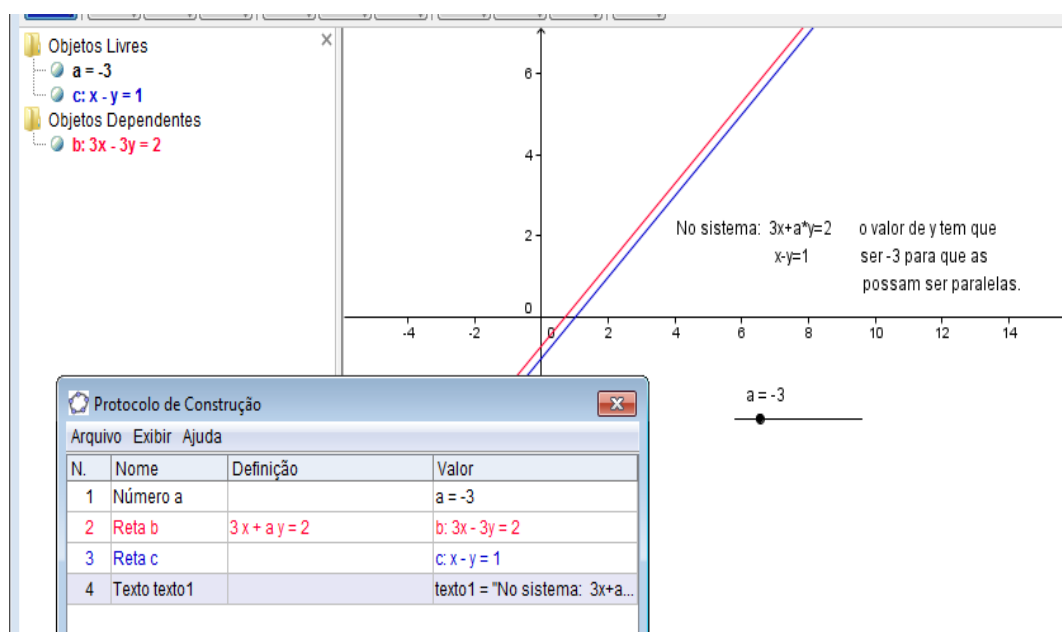 Objetos Livres
a = -3
c: x - y = 1
Objetos Dependentes
b: 3x - 3y = 2
6
4
2
0
-4 -2 0 2 4 6 8 10 12 14
No sistema: 3x+a*y=2 o valor de y tem que
x-y=1 ser -3 para que as
possam ser paralelas.
a = -3
Protocolo de Construção
Arquivo Exibir Ajuda
N. Nome Definição Valor
1 Número a a = -3
2 Reta b 3 x + a y = 2 b: 3x - 3y = 2
3 Reta c c: x - y = 1
4 Texto texto1 texto1 = "No sistema: 3x+a...